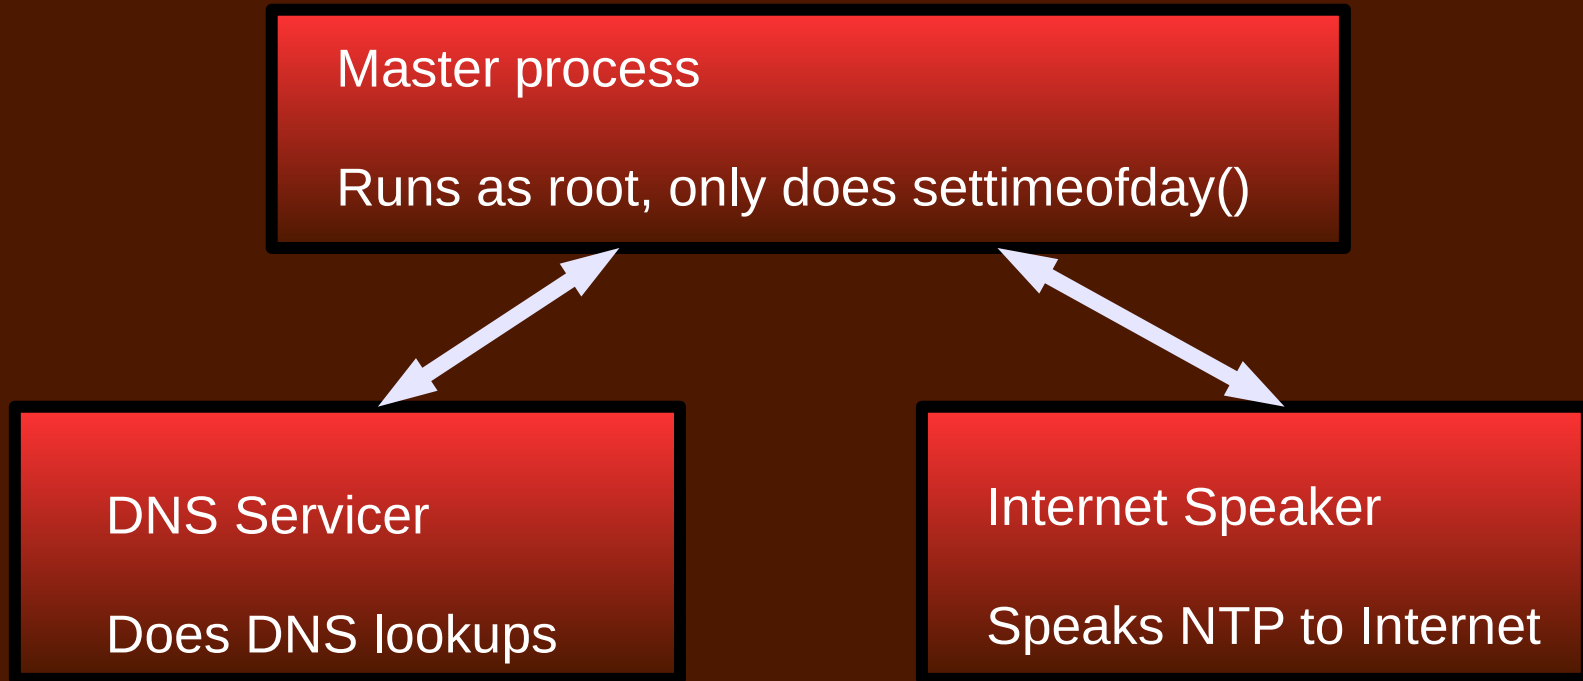 Master process
Runs as root, only does settimeofday()
DNS Servicer
Does DNS lookups
Internet Speaker
Speaks NTP to Internet